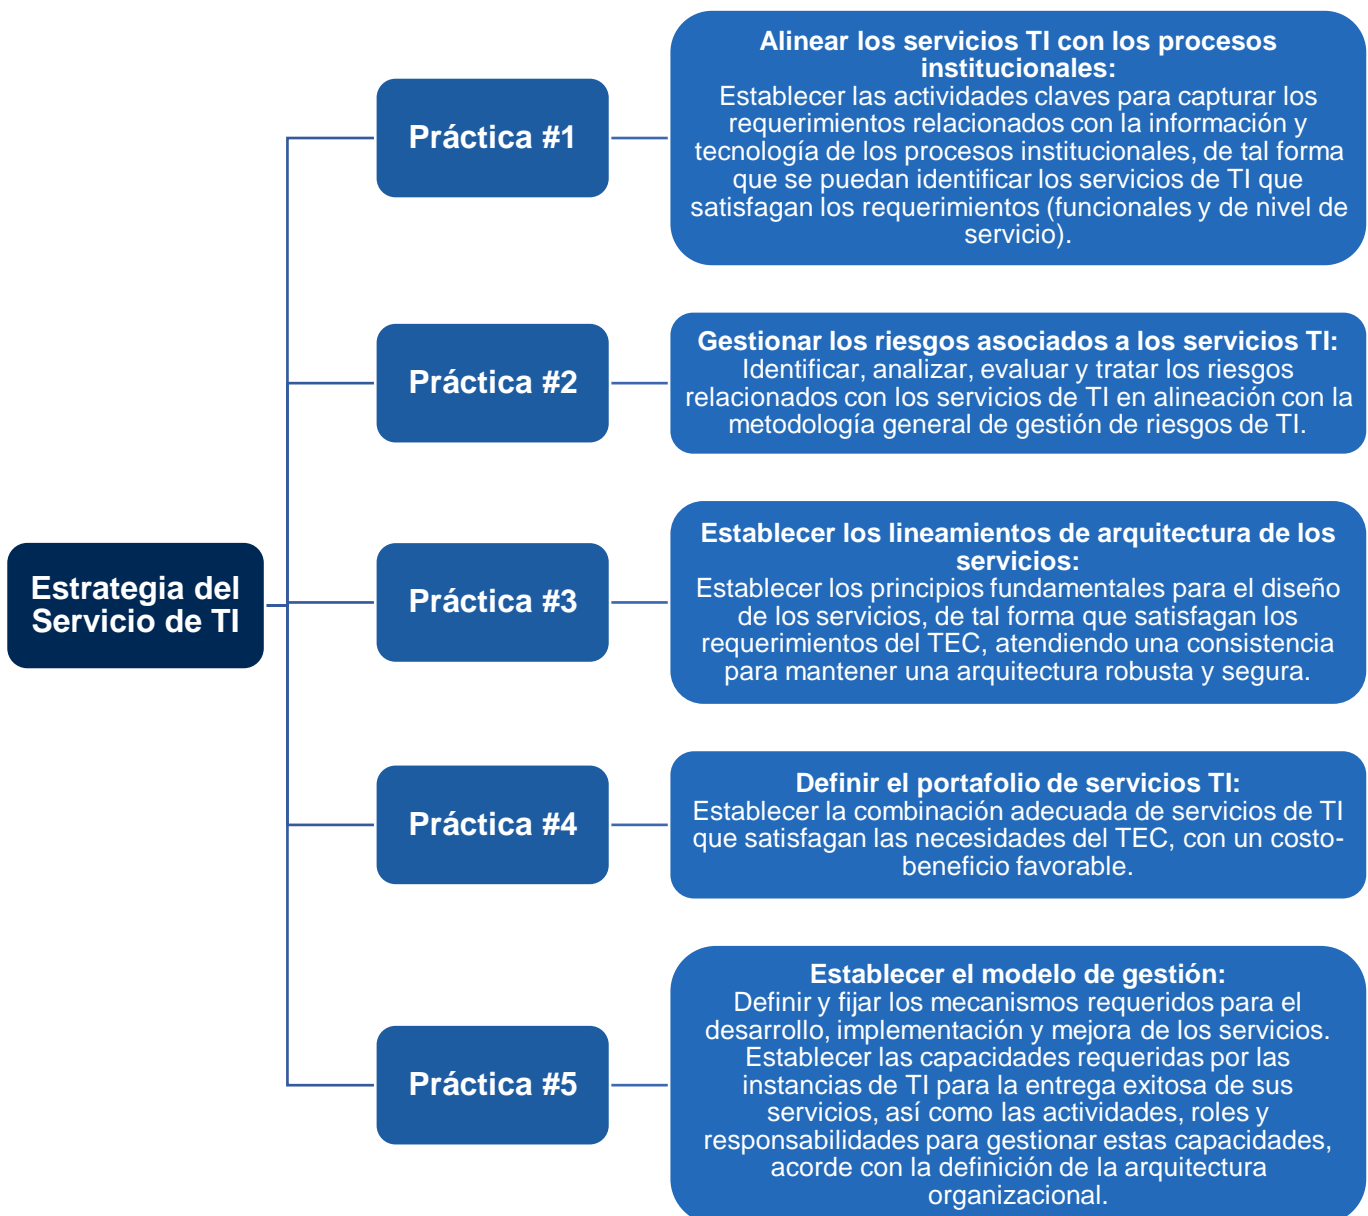 Estrategia del
Servicio de TI
Práctica #1
Alinear los servicios TI con los procesos
institucionales:
Establecer las actividades claves para capturar los
requerimientos relacionados con la información y
tecnología de los procesos institucionales, de tal forma
que se puedan identificar los servicios de TI que
satisfagan los requerimientos (funcionales y de nivel de
servicio).
Práctica #2
Gestionar los riesgos asociados a los servicios TI:
Identificar, analizar, evaluar y tratar los riesgos
relacionados con los servicios de TI en alineación con la
metodología general de gestión de riesgos de TI.
Práctica #3
Establecer los lineamientos de arquitectura de los
servicios:
Establecer los principios fundamentales para el diseño
de los servicios, de tal forma que satisfagan los
requerimientos del TEC, atendiendo una consistencia
para mantener una arquitectura robusta y segura.
Práctica #4
Definir el portafolio de servicios TI:
Establecer la combinación adecuada de servicios de TI
que satisfagan las necesidades del TEC, con un costo-
beneficio favorable.
Práctica #5
Establecer el modelo de gestión:
Definir y fijar los mecanismos requeridos para el
desarrollo, implementación y mejora de los servicios.
Establecer las capacidades requeridas por las
instancias de TI para la entrega exitosa de sus
servicios, así como las actividades, roles y
responsabilidades para gestionar estas capacidades,
acorde con la definición de la arquitectura
organizacional.